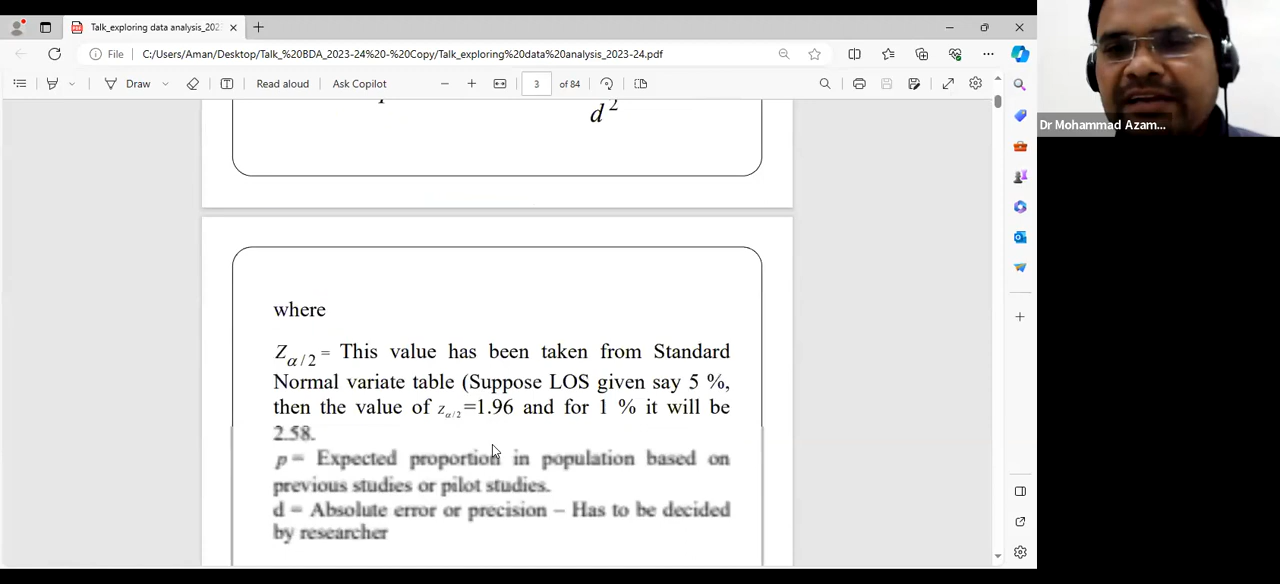 Talk_exploring data analysis_202
File
C:/Users/Aman/Desktop/Talk_%20BDA_2023-24%20-%20Copy/Talk_exploring%20data%20analysis_2023-24.pdf
Draw
Read aloud
Ask Copilot
3 of 84
d 2
Dr Mohammad Azam...
where
Zα/2 = This value has been taken from Standard
Normal variate table (Suppose LOS given say 5 %,
then the value of zα/2=1.96 and for 1 % it will be
2.58.
p = Expected proportion in population based on
previous studies or pilot studies.
d = Absolute error or precision – Has to be decided
by researcher